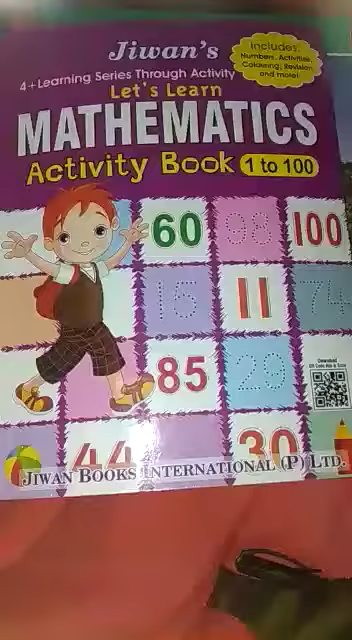 Jiwan's
Includes:
Numbers, Activities,
Colouring, Revision
and more!
4+Learning Series Through Activity
Let's Learn
MATHEMATICS
Activity Book 1 to 100
60 98 100
16 11 74
85 29
Download
QR Code App & Scan
44 30
JIWAN BOOKS INTERNATIONAL (P) LTD.